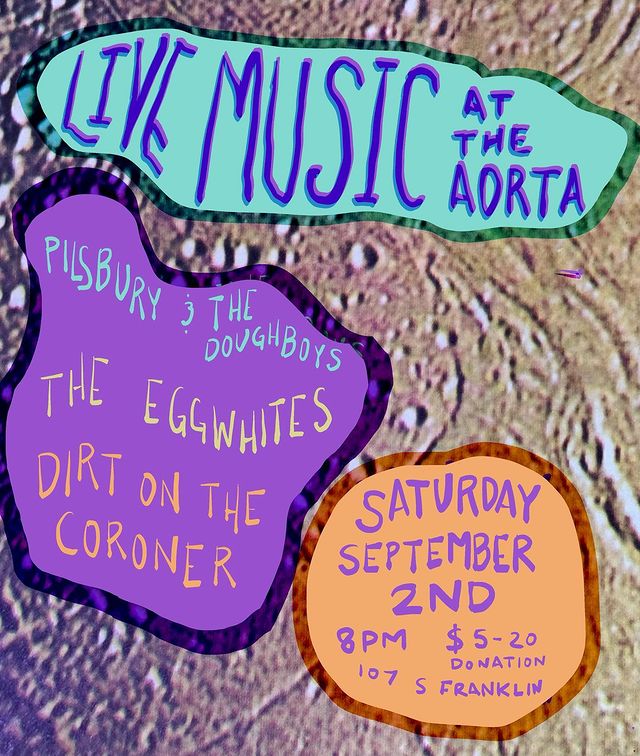 LIVE MUSIC AT
THE
AORTA
PILSBURY & THE
DOUGHBOYS
THE EGGWHITES
DIRT ON THE
CORONER
SATURDAY
SEPTEMBER
2ND
8PM $5-20
DONATION
107 S FRANKLIN